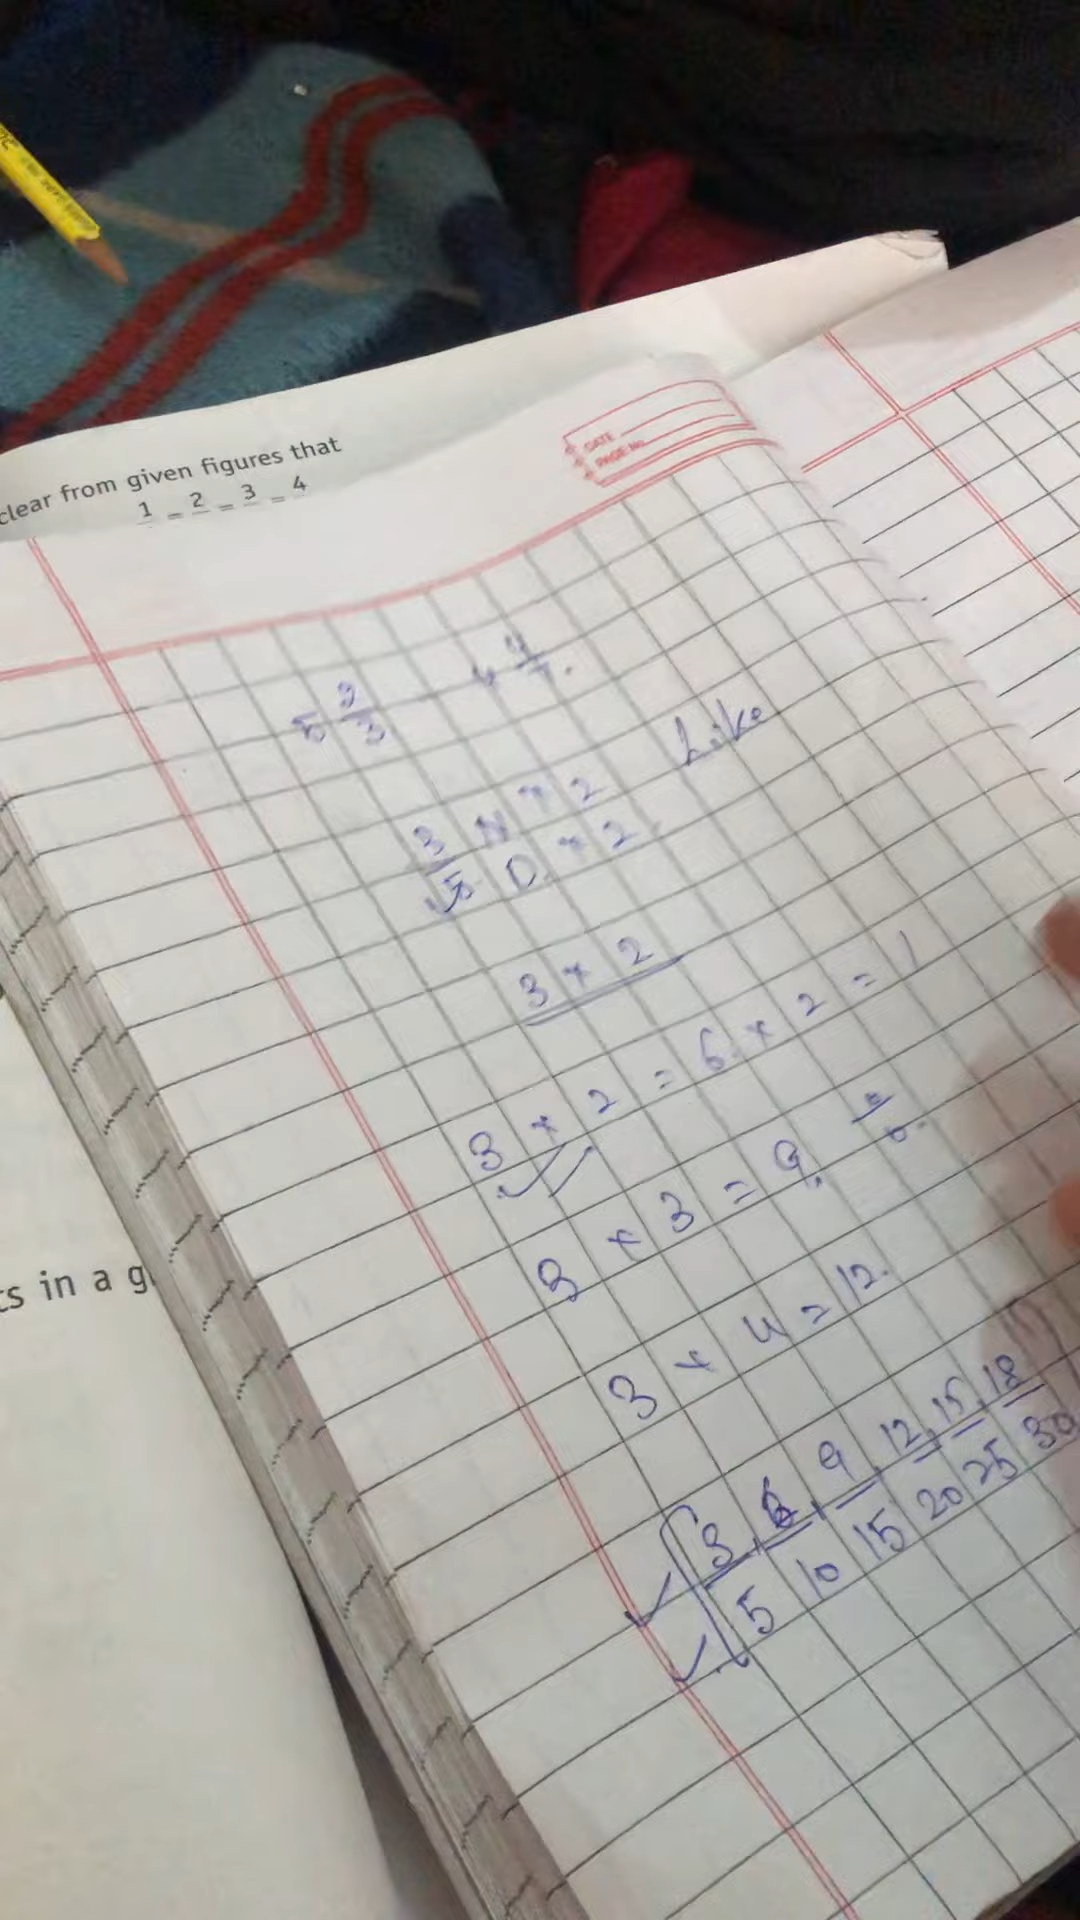 clear from given figures that
1 = 2 = 3 = 4
DATE
PAGE No.
5 2/3
3/5 N × 2
D × 2
Like
3 × 2
3 × 2 = 6 × 2 = 1
3 × 3 = 9.
3 × 4 = 12.
3/5, 6/10, 9/15, 12/20, 15/25, 18/30
ts in a g